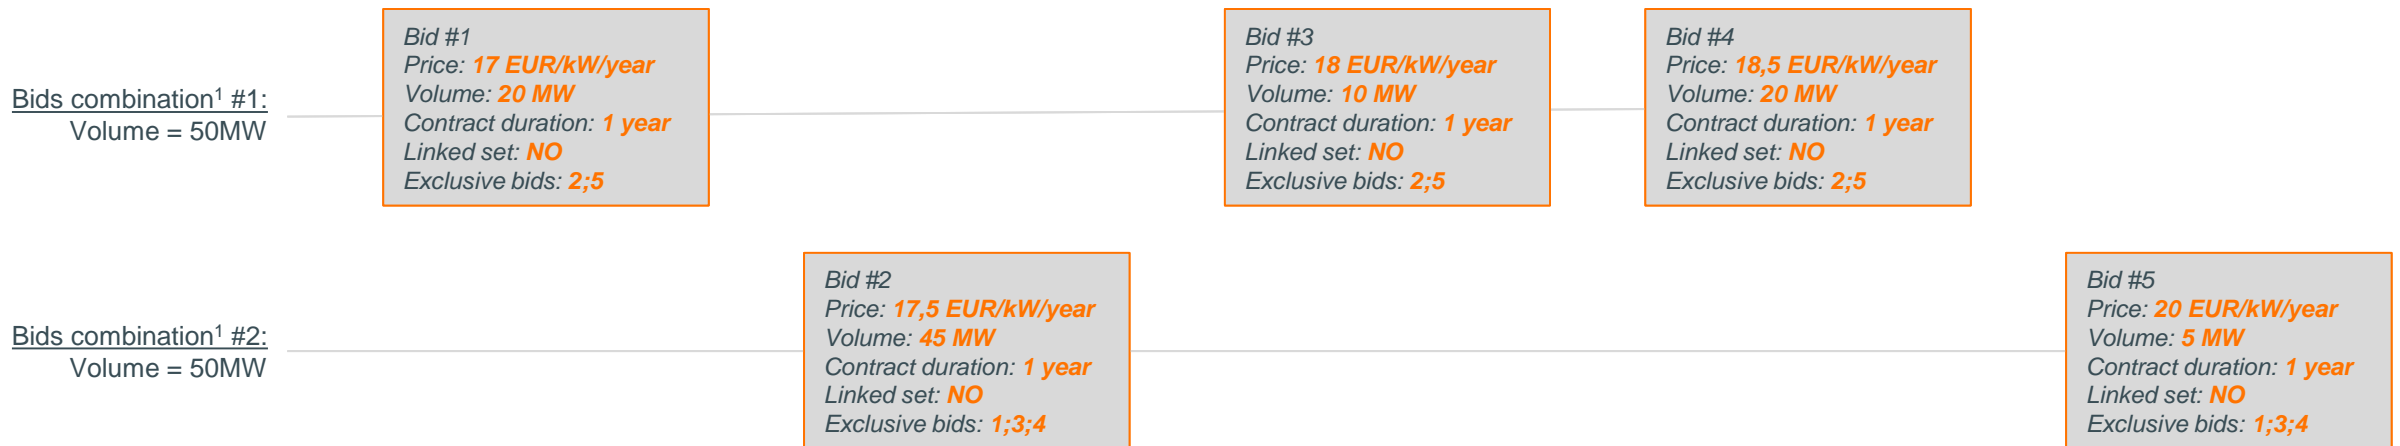 Bids combination¹ #1:
Volume = 50MW
Bid #1
Price: 17 EUR/kW/year
Volume: 20 MW
Contract duration: 1 year
Linked set: NO
Exclusive bids: 2;5
Bid #3
Price: 18 EUR/kW/year
Volume: 10 MW
Contract duration: 1 year
Linked set: NO
Exclusive bids: 2;5
Bid #4
Price: 18,5 EUR/kW/year
Volume: 20 MW
Contract duration: 1 year
Linked set: NO
Exclusive bids: 2;5
Bids combination¹ #2:
Volume = 50MW
Bid #2
Price: 17,5 EUR/kW/year
Volume: 45 MW
Contract duration: 1 year
Linked set: NO
Exclusive bids: 1;3;4
Bid #5
Price: 20 EUR/kW/year
Volume: 5 MW
Contract duration: 1 year
Linked set: NO
Exclusive bids: 1;3;4